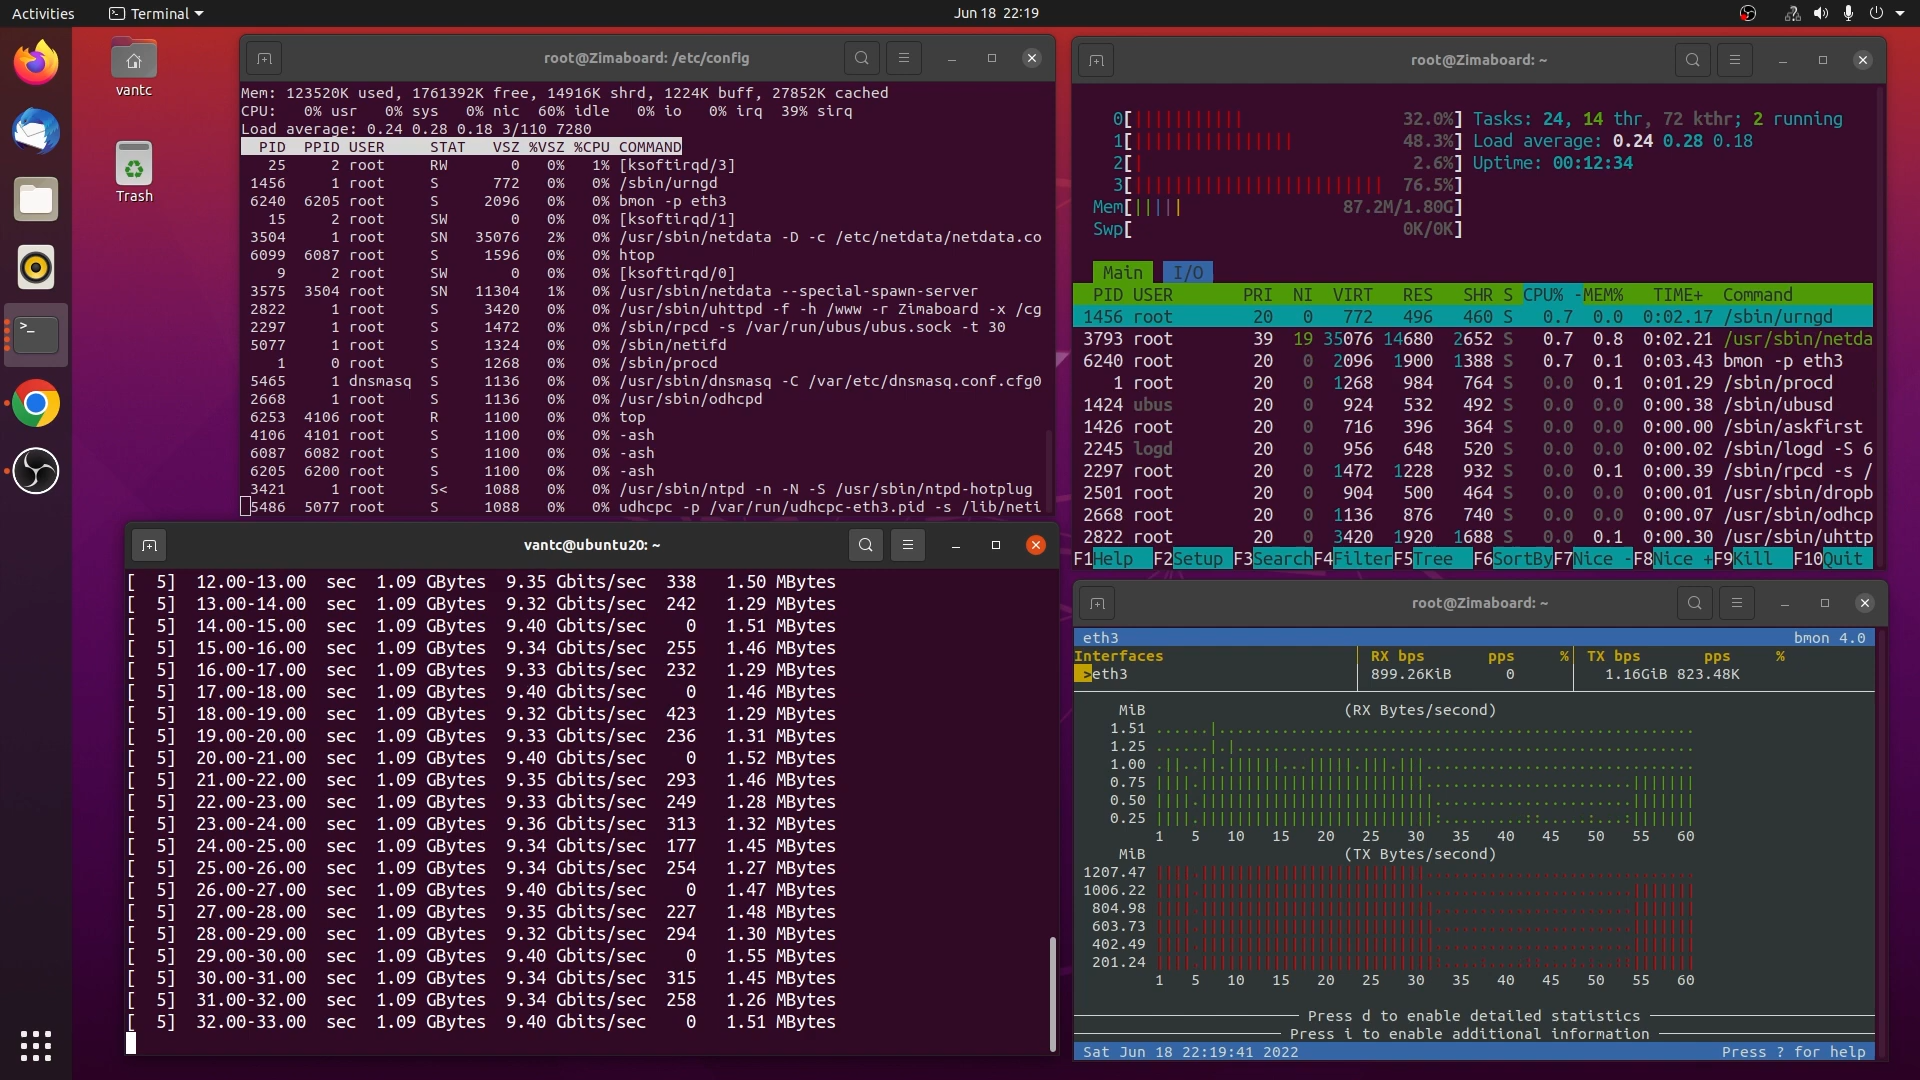 Activities
Terminal
Jun 18 22:19
vantc
Trash
root@Zimaboard: /etc/config
Mem: 123520K used, 1761392K free, 14916K shrd, 1224K buff, 27852K cached
CPU: 0% usr 0% sys 0% nic 60% idle 0% io 0% irq 39% sirq
Load average: 0.24 0.28 0.18 3/110 7280
PID PPID USER STAT VSZ %VSZ %CPU COMMAND
25 2 root RW 0 0% 1% [ksoftirqd/3]
1456 1 root S 772 0% 0% /sbin/urngd
6240 6205 root S 2096 0% 0% bmon -p eth3
15 2 root SW 0 0% 0% [ksoftirqd/1]
3504 1 root SN 35076 2% 0% /usr/sbin/netdata -D -c /etc/netdata/netdata.co
6099 6087 root S 1596 0% 0% htop
9 2 root SW 0 0% 0% [ksoftirqd/0]
3575 3504 root SN 11304 1% 0% /usr/sbin/netdata --special-spawn-server
2822 1 root S 3420 0% 0% /usr/sbin/uhttpd -f -h /www -r Zimaboard -x /cg
2297 1 root S 1472 0% 0% /sbin/rpcd -s /var/run/ubus/ubus.sock -t 30
5077 1 root S 1324 0% 0% /sbin/netifd
1 0 root S 1268 0% 0% /sbin/procd
5465 1 dnsmasq S 1136 0% 0% /usr/sbin/dnsmasq -C /var/etc/dnsmasq.conf.cfg0
2668 1 root S 1136 0% 0% /usr/sbin/odhcpd
6253 4106 root R 1100 0% 0% top
4106 4101 root S 1100 0% 0% -ash
6087 6082 root S 1100 0% 0% -ash
6205 6200 root S 1100 0% 0% -ash
3421 1 root S< 1088 0% 0% /usr/sbin/ntpd -n -N -S /usr/sbin/ntpd-hotplug
5486 5077 root S 1088 0% 0% udhcpc -p /var/run/udhcpc-eth3.pid -s /lib/neti
root@Zimaboard: ~
0[||||||||||| 32.0%] Tasks: 24, 14 thr, 72 kthr; 2 running
1[|||||||||||||||| 48.3%] Load average: 0.24 0.28 0.18
2[| 2.6%] Uptime: 00:12:34
3[||||||||||||||||||||||||| 76.5%]
Mem[||||| 87.2M/1.80G]
Swp[ 0K/0K]
Main I/O
PID USER PRI NI VIRT RES SHR S CPU% -MEM% TIME+ Command
1456 root 20 0 772 496 460 S 0.7 0.0 0:02.17 /sbin/urngd
3793 root 39 19 35076 14680 2652 S 0.7 0.8 0:02.21 /usr/sbin/netda
6240 root 20 0 2096 1900 1388 S 0.7 0.1 0:03.43 bmon -p eth3
1 root 20 0 1268 984 764 S 0.0 0.1 0:01.29 /sbin/procd
1424 ubus 20 0 924 532 492 S 0.0 0.0 0:00.38 /sbin/ubusd
1426 root 20 0 716 396 364 S 0.0 0.0 0:00.00 /sbin/askfirst
2245 logd 20 0 956 648 520 S 0.0 0.0 0:00.02 /sbin/logd -S 6
2297 root 20 0 1472 1228 932 S 0.0 0.1 0:00.39 /sbin/rpcd -s /
2501 root 20 0 904 500 464 S 0.0 0.0 0:00.01 /usr/sbin/dropb
2668 root 20 0 1136 876 740 S 0.0 0.0 0:00.07 /usr/sbin/odhcp
2822 root 20 0 3420 1920 1688 S 0.0 0.1 0:00.30 /usr/sbin/uhttp
F1Help F2Setup F3SearchF4FilterF5Tree F6SortByF7Nice -F8Nice +F9Kill F10Quit
vantc@ubuntu20: ~
[ 5] 12.00-13.00 sec 1.09 GBytes 9.35 Gbits/sec 338 1.50 MBytes
[ 5] 13.00-14.00 sec 1.09 GBytes 9.32 Gbits/sec 242 1.29 MBytes
[ 5] 14.00-15.00 sec 1.09 GBytes 9.40 Gbits/sec 0 1.51 MBytes
[ 5] 15.00-16.00 sec 1.09 GBytes 9.34 Gbits/sec 255 1.46 MBytes
[ 5] 16.00-17.00 sec 1.09 GBytes 9.33 Gbits/sec 232 1.29 MBytes
[ 5] 17.00-18.00 sec 1.09 GBytes 9.40 Gbits/sec 0 1.46 MBytes
[ 5] 18.00-19.00 sec 1.09 GBytes 9.32 Gbits/sec 423 1.29 MBytes
[ 5] 19.00-20.00 sec 1.09 GBytes 9.33 Gbits/sec 236 1.31 MBytes
[ 5] 20.00-21.00 sec 1.09 GBytes 9.40 Gbits/sec 0 1.52 MBytes
[ 5] 21.00-22.00 sec 1.09 GBytes 9.35 Gbits/sec 293 1.46 MBytes
[ 5] 22.00-23.00 sec 1.09 GBytes 9.33 Gbits/sec 249 1.28 MBytes
[ 5] 23.00-24.00 sec 1.09 GBytes 9.36 Gbits/sec 313 1.32 MBytes
[ 5] 24.00-25.00 sec 1.09 GBytes 9.34 Gbits/sec 177 1.45 MBytes
[ 5] 25.00-26.00 sec 1.09 GBytes 9.34 Gbits/sec 254 1.27 MBytes
[ 5] 26.00-27.00 sec 1.09 GBytes 9.40 Gbits/sec 0 1.47 MBytes
[ 5] 27.00-28.00 sec 1.09 GBytes 9.35 Gbits/sec 227 1.48 MBytes
[ 5] 28.00-29.00 sec 1.09 GBytes 9.32 Gbits/sec 294 1.30 MBytes
[ 5] 29.00-30.00 sec 1.09 GBytes 9.40 Gbits/sec 0 1.55 MBytes
[ 5] 30.00-31.00 sec 1.09 GBytes 9.34 Gbits/sec 315 1.45 MBytes
[ 5] 31.00-32.00 sec 1.09 GBytes 9.34 Gbits/sec 258 1.26 MBytes
[ 5] 32.00-33.00 sec 1.09 GBytes 9.40 Gbits/sec 0 1.51 MBytes
root@Zimaboard: ~
eth3 bmon 4.0
Interfaces RX bps pps % TX bps pps %
>eth3 899.26KiB 0 1.16GiB 823.48K
MiB (RX Bytes/second)
1.51
1.25
1.00
0.75
0.50
0.25
1 5 10 15 20 25 30 35 40 45 50 55 60
MiB (TX Bytes/second)
1207.47
1006.22
804.98
603.73
402.49
201.24
1 5 10 15 20 25 30 35 40 45 50 55 60
Press d to enable detailed statistics
Press i to enable additional information
Sat Jun 18 22:19:41 2022 Press ? for help